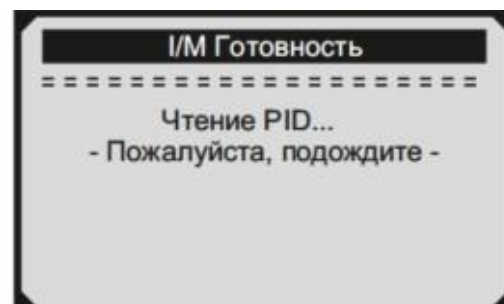 I/M Готовность
= = = = = = = = = = = = = = = = = = = =
Чтение PID...
- Пожалуйста, подождите -